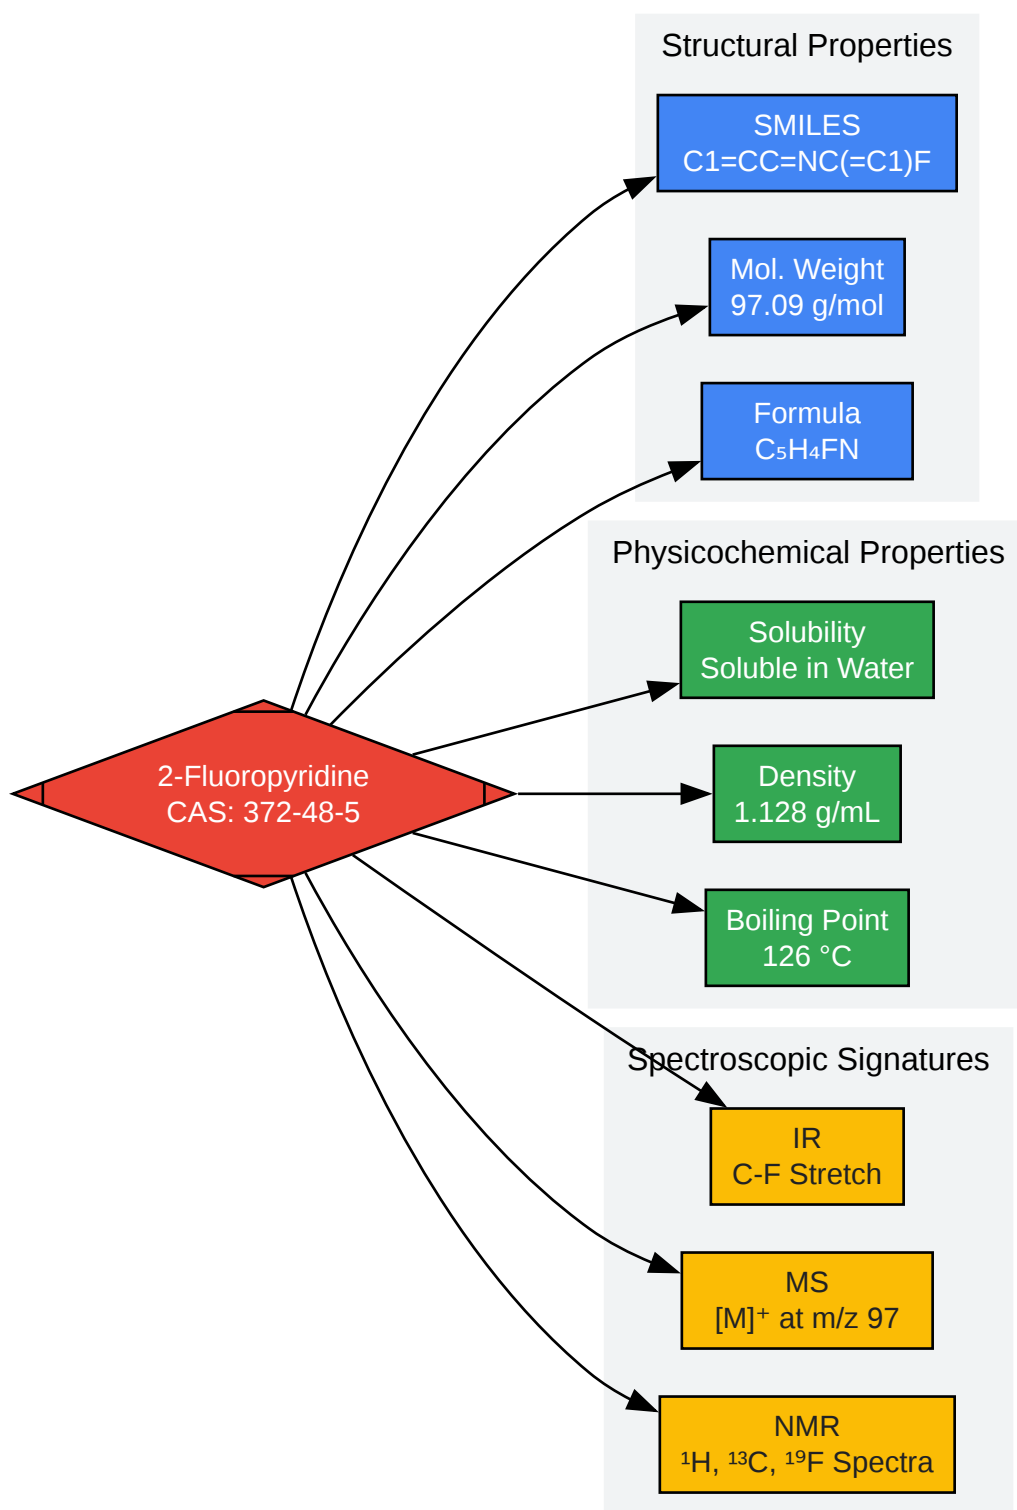 Structural Properties
SMILES
C1=CC=NC(=C1)F
Mol. Weight
97.09 g/mol
Formula
C₅H₄FN
Physicochemical Properties
Solubility
Soluble in Water
Density
1.128 g/mL
Boiling Point
126 °C
2-Fluoropyridine
CAS: 372-48-5
Spectroscopic Signatures
IR
C-F Stretch
MS
[M]⁺ at m/z 97
NMR
¹H, ¹³C, ¹⁹F Spectra